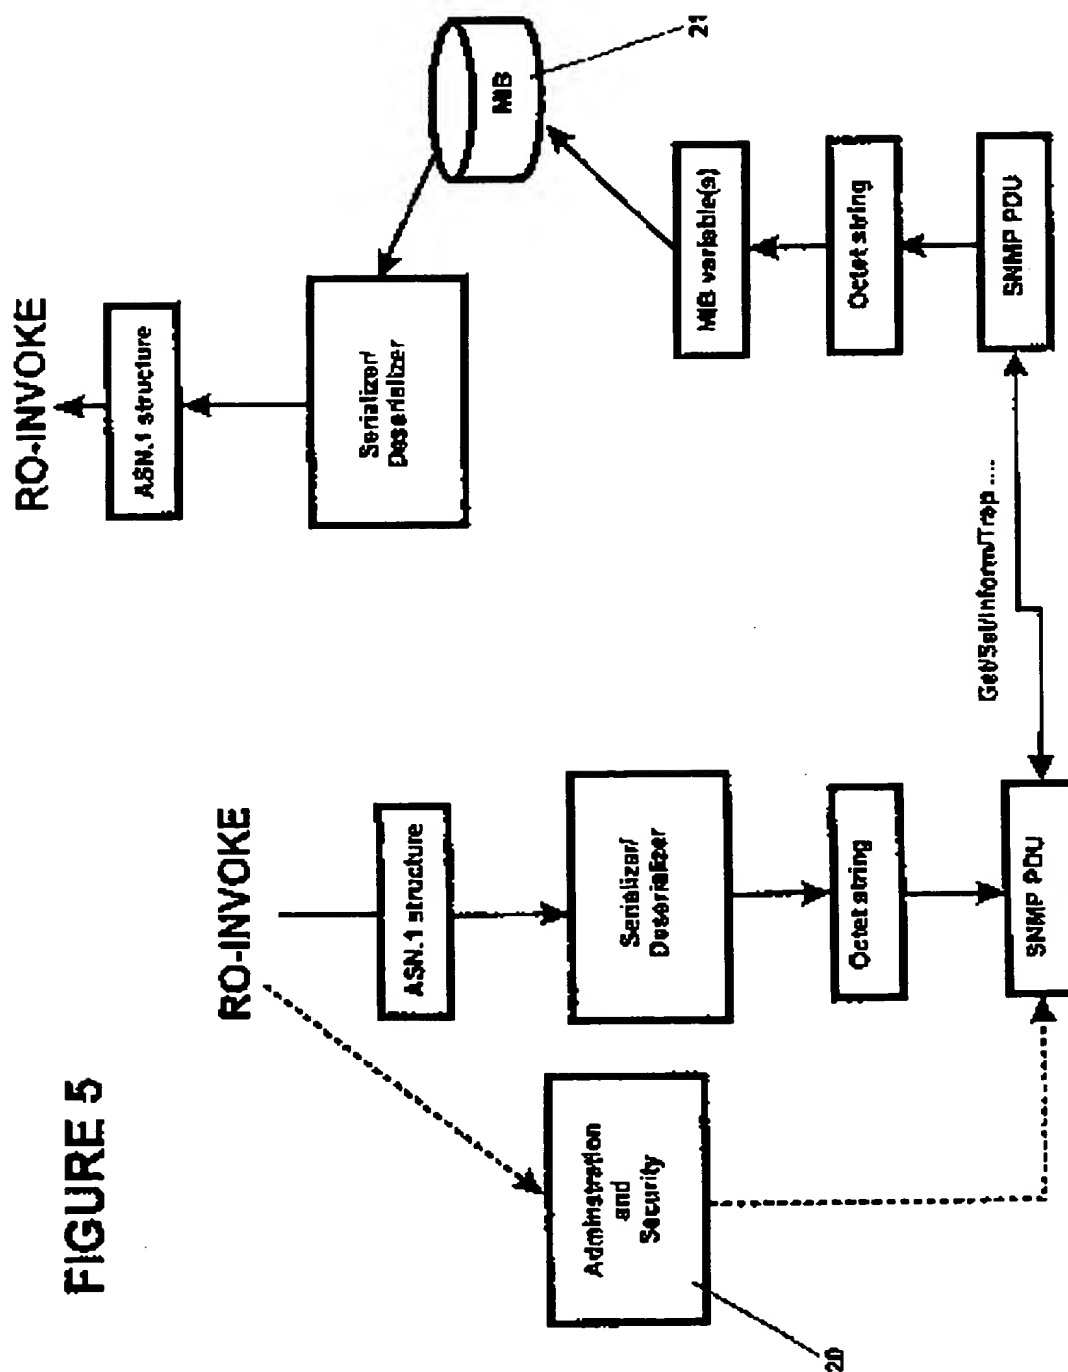 FIGURE 5
RO-INVOKE
RO-INVOKE
Administration
and
Security
20
ASN.1 structure
Serializer/
Deserializer
Octet string
SNMP PDU
Get/Set/Inform/Trap ....
ASN.1 structure
Serializer/
Deserializer
MIB
21
MIB variable(s)
Octet string
SNMP PDU